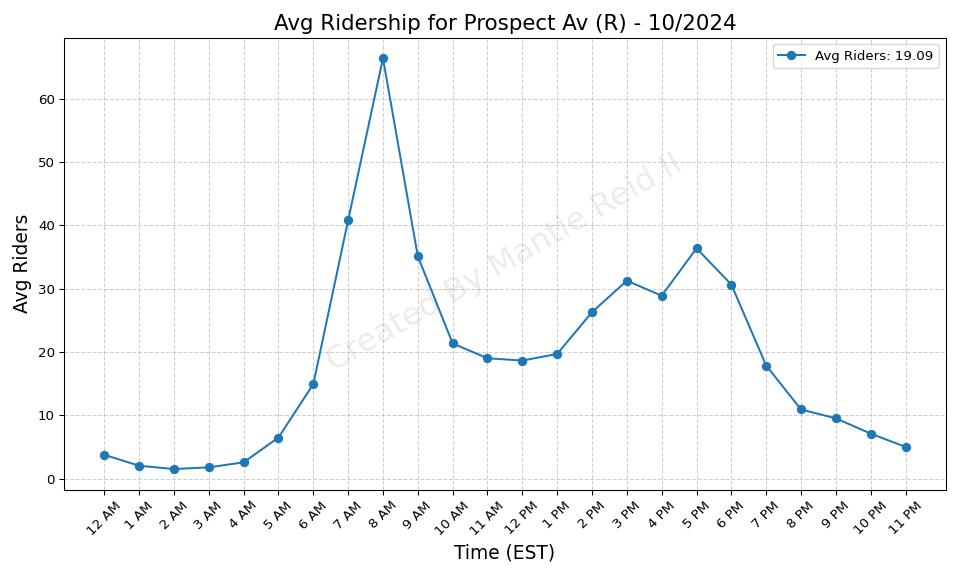 Avg Ridership for Prospect Av (R) - 10/2024
Avg Riders: 19.09
Avg Riders
60
50
40
30
20
10
0
Created By Mantle Reid II
12 AM
1 AM
2 AM
3 AM
4 AM
5 AM
6 AM
7 AM
8 AM
9 AM
10 AM
11 AM
12 PM
1 PM
2 PM
3 PM
4 PM
5 PM
6 PM
7 PM
8 PM
9 PM
10 PM
11 PM
Time (EST)